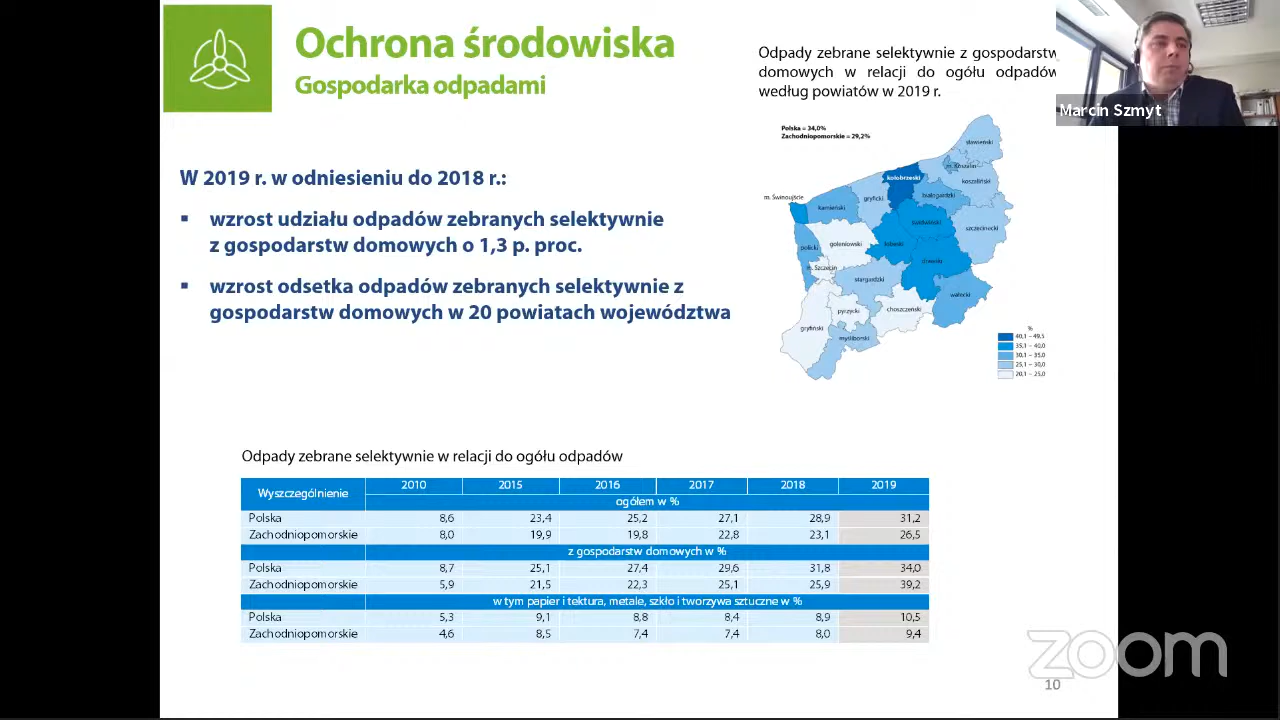 Ochrona środowiska
Gospodarka odpadami
W 2019 r. w odniesieniu do 2018 r.:
▪ wzrost udziału odpadów zebranych selektywnie
z gospodarstw domowych o 1,3 p. proc.
▪ wzrost odsetka odpadów zebranych selektywnie z
gospodarstw domowych w 20 powiatach województwa
Odpady zebrane selektywnie z gospodarstw
domowych w relacji do ogółu odpadów
według powiatów w 2019 r.
Marcin Szmyt
Polska = 34,0%
Zachodniopomorskie = 29,2%
sławieński
m. Koszalin
kołobrzeski
koszaliński
m. Świnoujście
kamieński
gryficki
białogardzki
świdwiński
szczecinecki
policki
goleniowski
łobeski
drawski
m. Szczecin
stargardzki
wałecki
pyrzycki
choszczeński
gryfiński
myśliborski
%
40,1 – 49,5
35,1 – 40,0
30,1 – 35,0
25,1 – 30,0
20,1 – 25,0
Odpady zebrane selektywnie w relacji do ogółu odpadów
Wyszczególnienie 2010 2015 2016 2017 2018 2019
ogółem w %
Polska 8,6 23,4 25,2 27,1 28,9 31,2
Zachodniopomorskie 8,0 19,9 19,8 22,8 23,1 26,5
z gospodarstw domowych w %
Polska 8,7 25,1 27,4 29,6 31,8 34,0
Zachodniopomorskie 5,9 21,5 22,3 25,1 25,9 39,2
w tym papier i tektura, metale, szkło i tworzywa sztuczne w %
Polska 5,3 9,1 8,8 8,4 8,9 10,5
Zachodniopomorskie 4,6 8,5 7,4 7,4 8,0 9,4
zoom
10